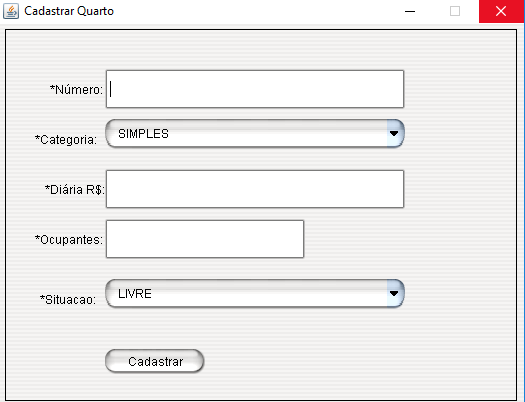 Cadastrar Quarto
*Número:
*Categoria: SIMPLES
*Diária R$:
*Ocupantes:
*Situacao: LIVRE
Cadastrar